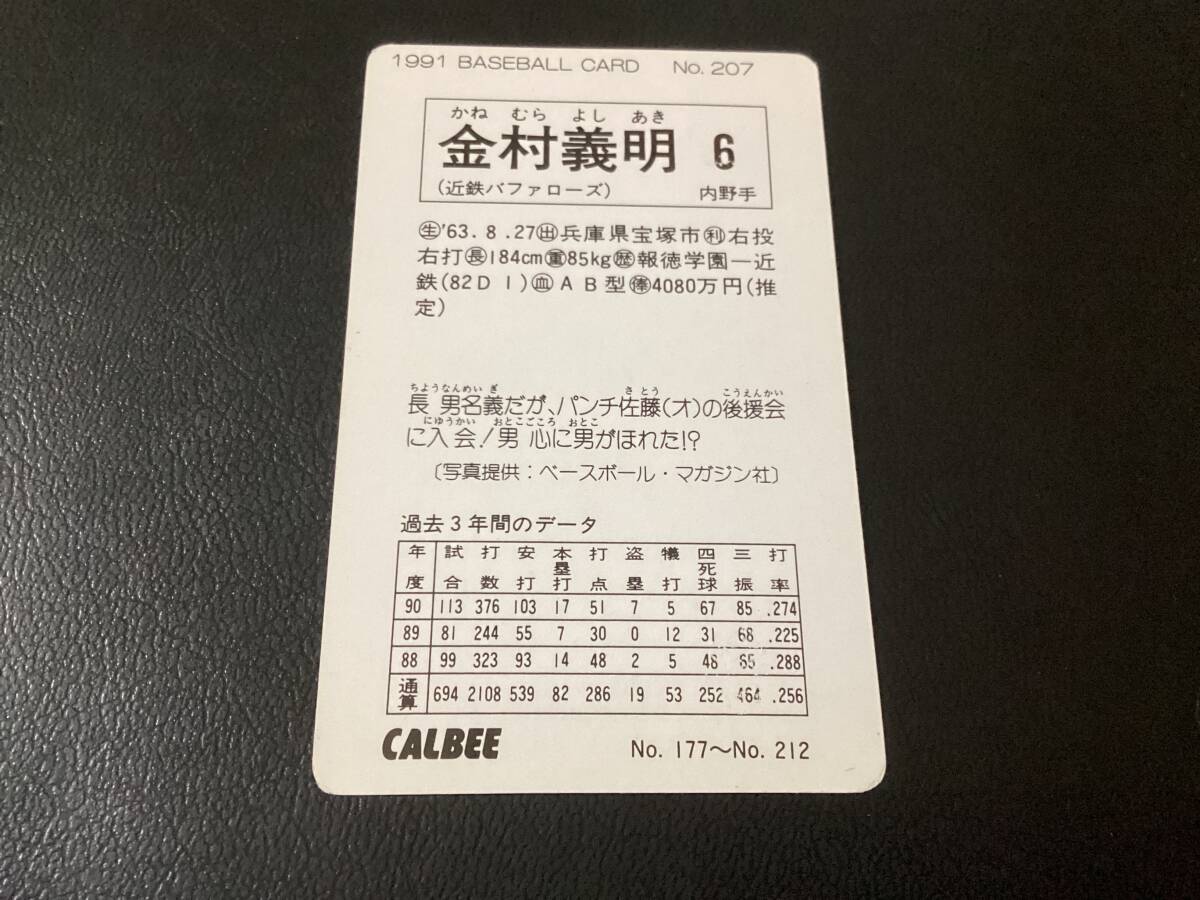 1991 BASEBALL CARD No. 207
かね むら よし あき
金村義明 6
(近鉄バファローズ) 内野手
生'63.8.27出兵庫県宝塚市利右投
右打長184cm重85kg歴報徳学園―近
鉄(82D1)血AB型俸4080万円(推
定)
ちょうなんめいぎ さとう こうえんかい
長男名義だが、パンチ佐藤(オ)の後援会
にゅうかい おとこごころ おとこ
に入会!男心に男がほれた!?
〔写真提供:ベースボール・マガジン社〕
過去3年間のデータ
年度 試合 打数 安打 本塁打 打点 盗塁 犠打 四死球 三振 打率
90 113 376 103 17 51 7 5 67 85 .274
89 81 244 55 7 30 0 12 31 68 .225
88 99 323 93 14 48 2 5 46 65 .288
通算 694 2108 539 82 286 19 53 252 464 .256
CALBEE No. 177〜No. 212